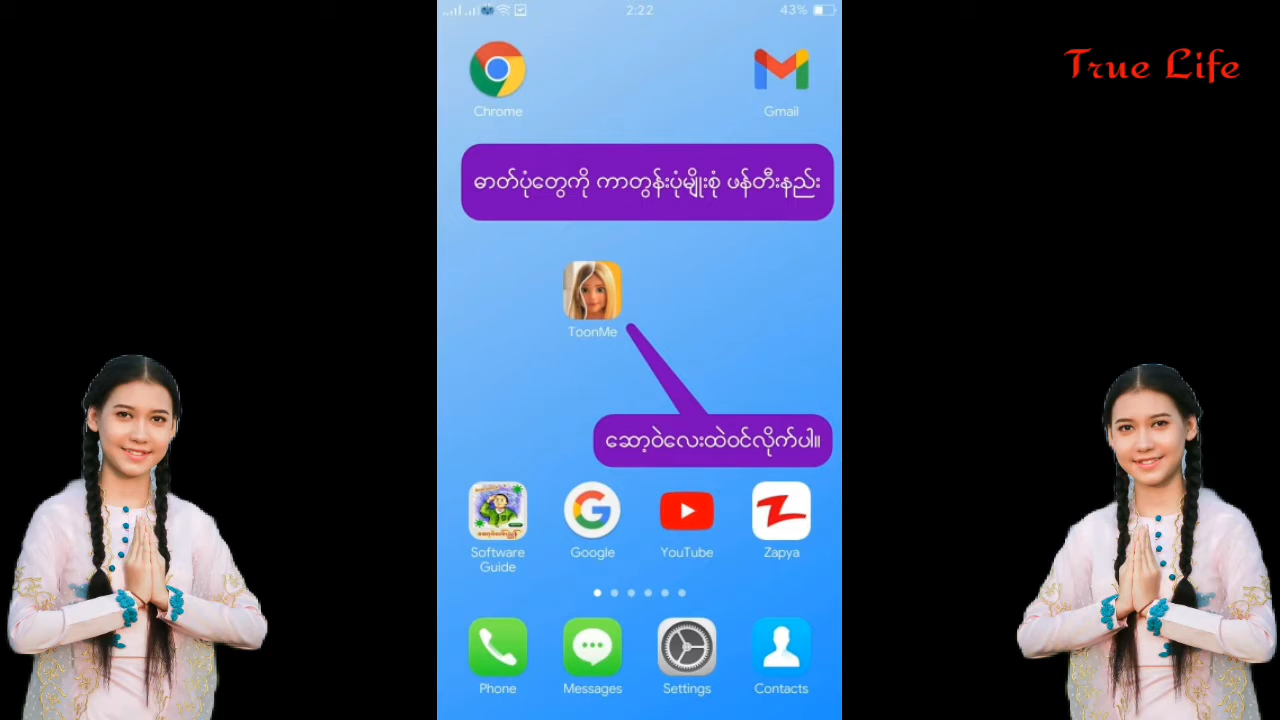 2:22
43%
True Life
Chrome
Gmail
ဓာတ်ပုံတွေကို ကာတွန်းပုံမျိုးစုံ ဖန်တီးနည်း
ToonMe
ဆော့ဝဲလေးထဲဝင်လိုက်ပါ။
Software
Guide
Google
YouTube
Zapya
Phone
Messages
Settings
Contacts